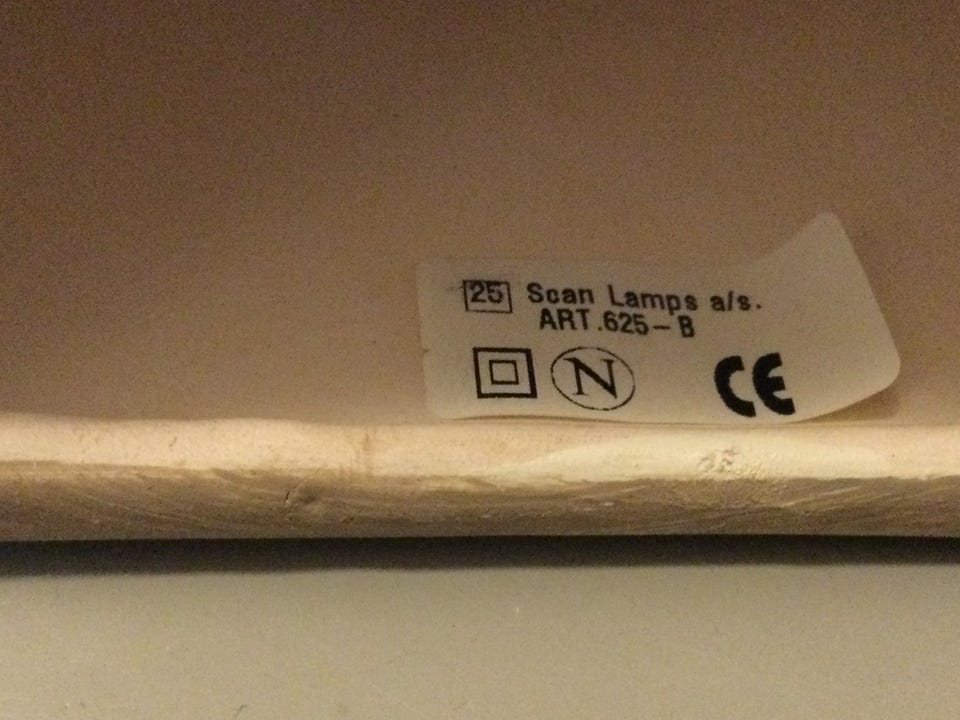 25 Scan Lamps a/s.
ART.625-B
N CE